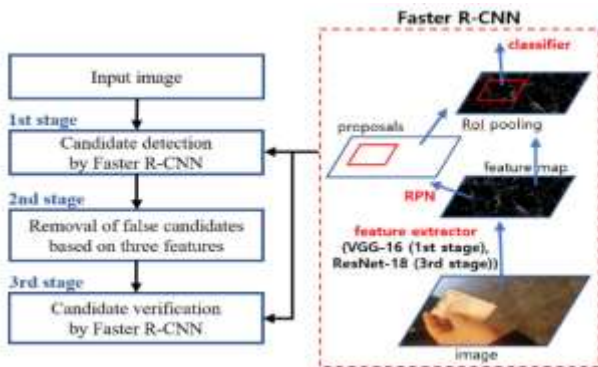 Input image
1st stage
Candidate detection
by Faster R-CNN
2nd stage
Removal of false candidates
based on three features
3rd stage
Candidate verification
by Faster R-CNN
Faster R-CNN
classifier
RoI pooling
proposals
feature map
RPN
feature extractor
(VGG-16 (1st stage),
ResNet-18 (3rd stage))
image